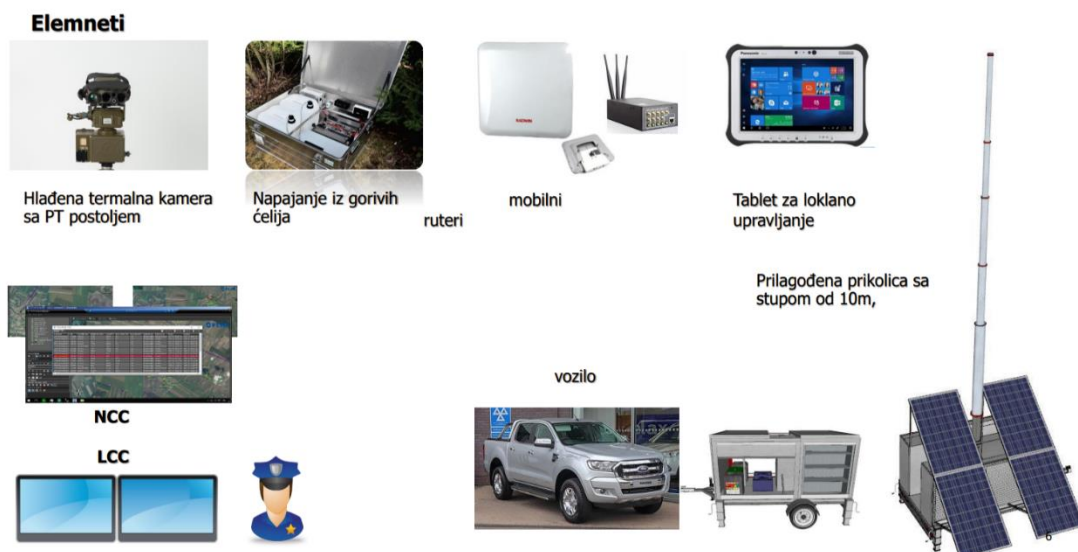 Elemneti
Hlađena termalna kamera
sa PT postoljem
Napajanje iz gorivih
ćelija
mobilni
ruteri
Tablet za loklano
upravljanje
Prilagođena prikolica sa
stupom od 10m,
NCC
LCC
vozilo
6